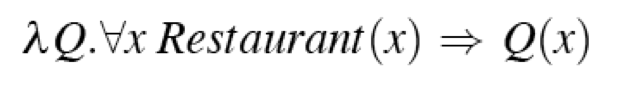 λQ.∀x Restaurant(x) ⇒ Q(x)